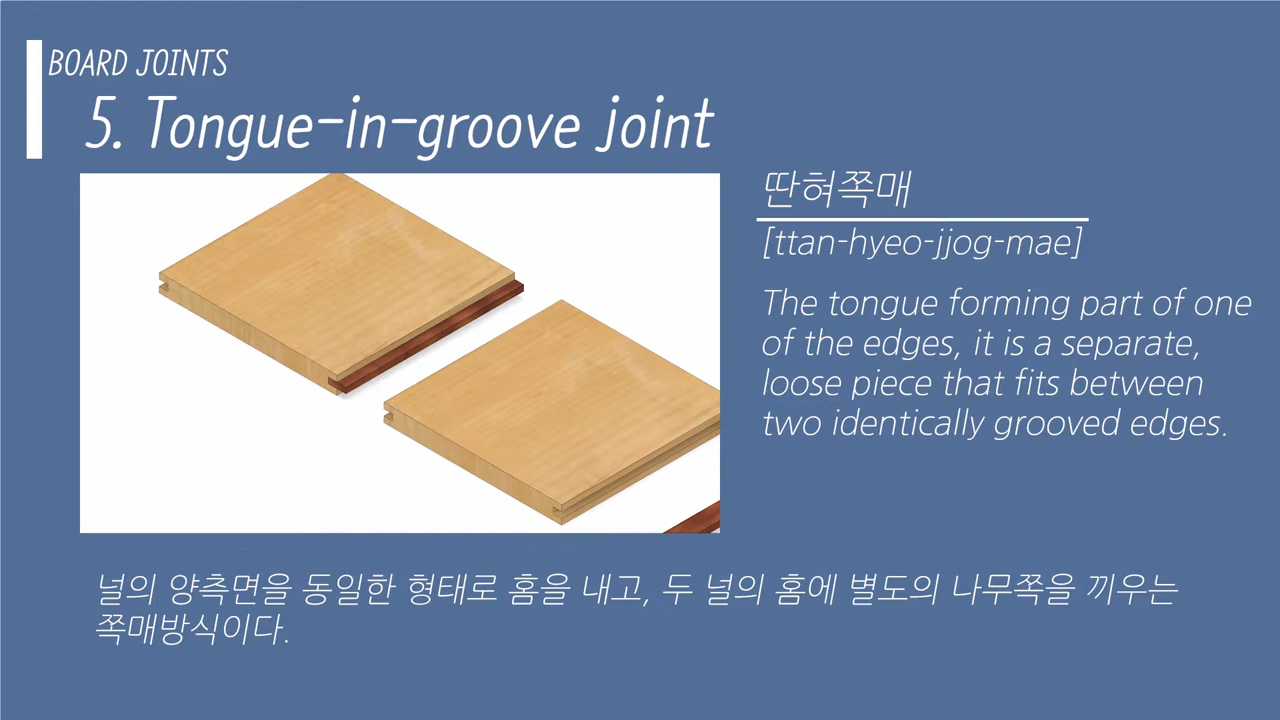 BOARD JOINTS
5. Tongue-in-groove joint
딴혀쪽매
[ttan-hyeo-jjog-mae]
The tongue forming part of one
of the edges, it is a separate,
loose piece that fits between
two identically grooved edges.
널의 양측면을 동일한 형태로 홈을 내고, 두 널의 홈에 별도의 나무쪽을 끼우는
쪽매방식이다.